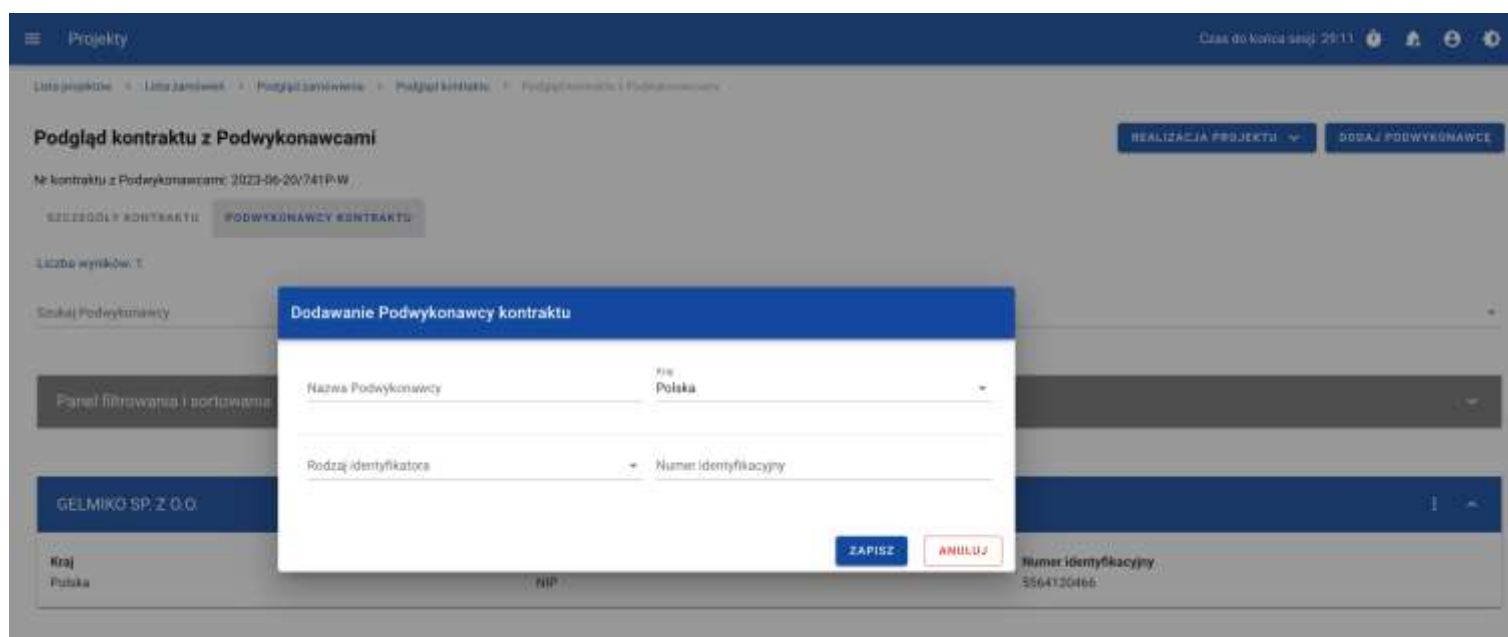 Projekty
Czas do końca sesji: 29:11
Lista projektów
Lista zamówień
Podgląd zamówienia
Podgląd kontraktu
Podgląd kontraktu z Podwykonawcami
Podgląd kontraktu z Podwykonawcami
REALIZACJA PROJEKTU
DODAJ PODWYKONAWCĘ
Nr kontraktu z Podwykonawcami: 2023-06-20/741P-W
SZCZEGÓŁY KONTRAKTU
PODWYKONAWCY KONTRAKTU
Liczba wyników: 1
Szukaj Podwykonawcy
Dodawanie Podwykonawcy kontraktu
Nazwa Podwykonawcy
Kraj
Polska
Panel filtrowania i sortowania
Rodzaj identyfikatora
Numer identyfikacyjny
GELMIKO SP. Z O.O.
ZAPISZ
ANULUJ
Kraj
Polska
NIP
Numer identyfikacyjny
5564120466